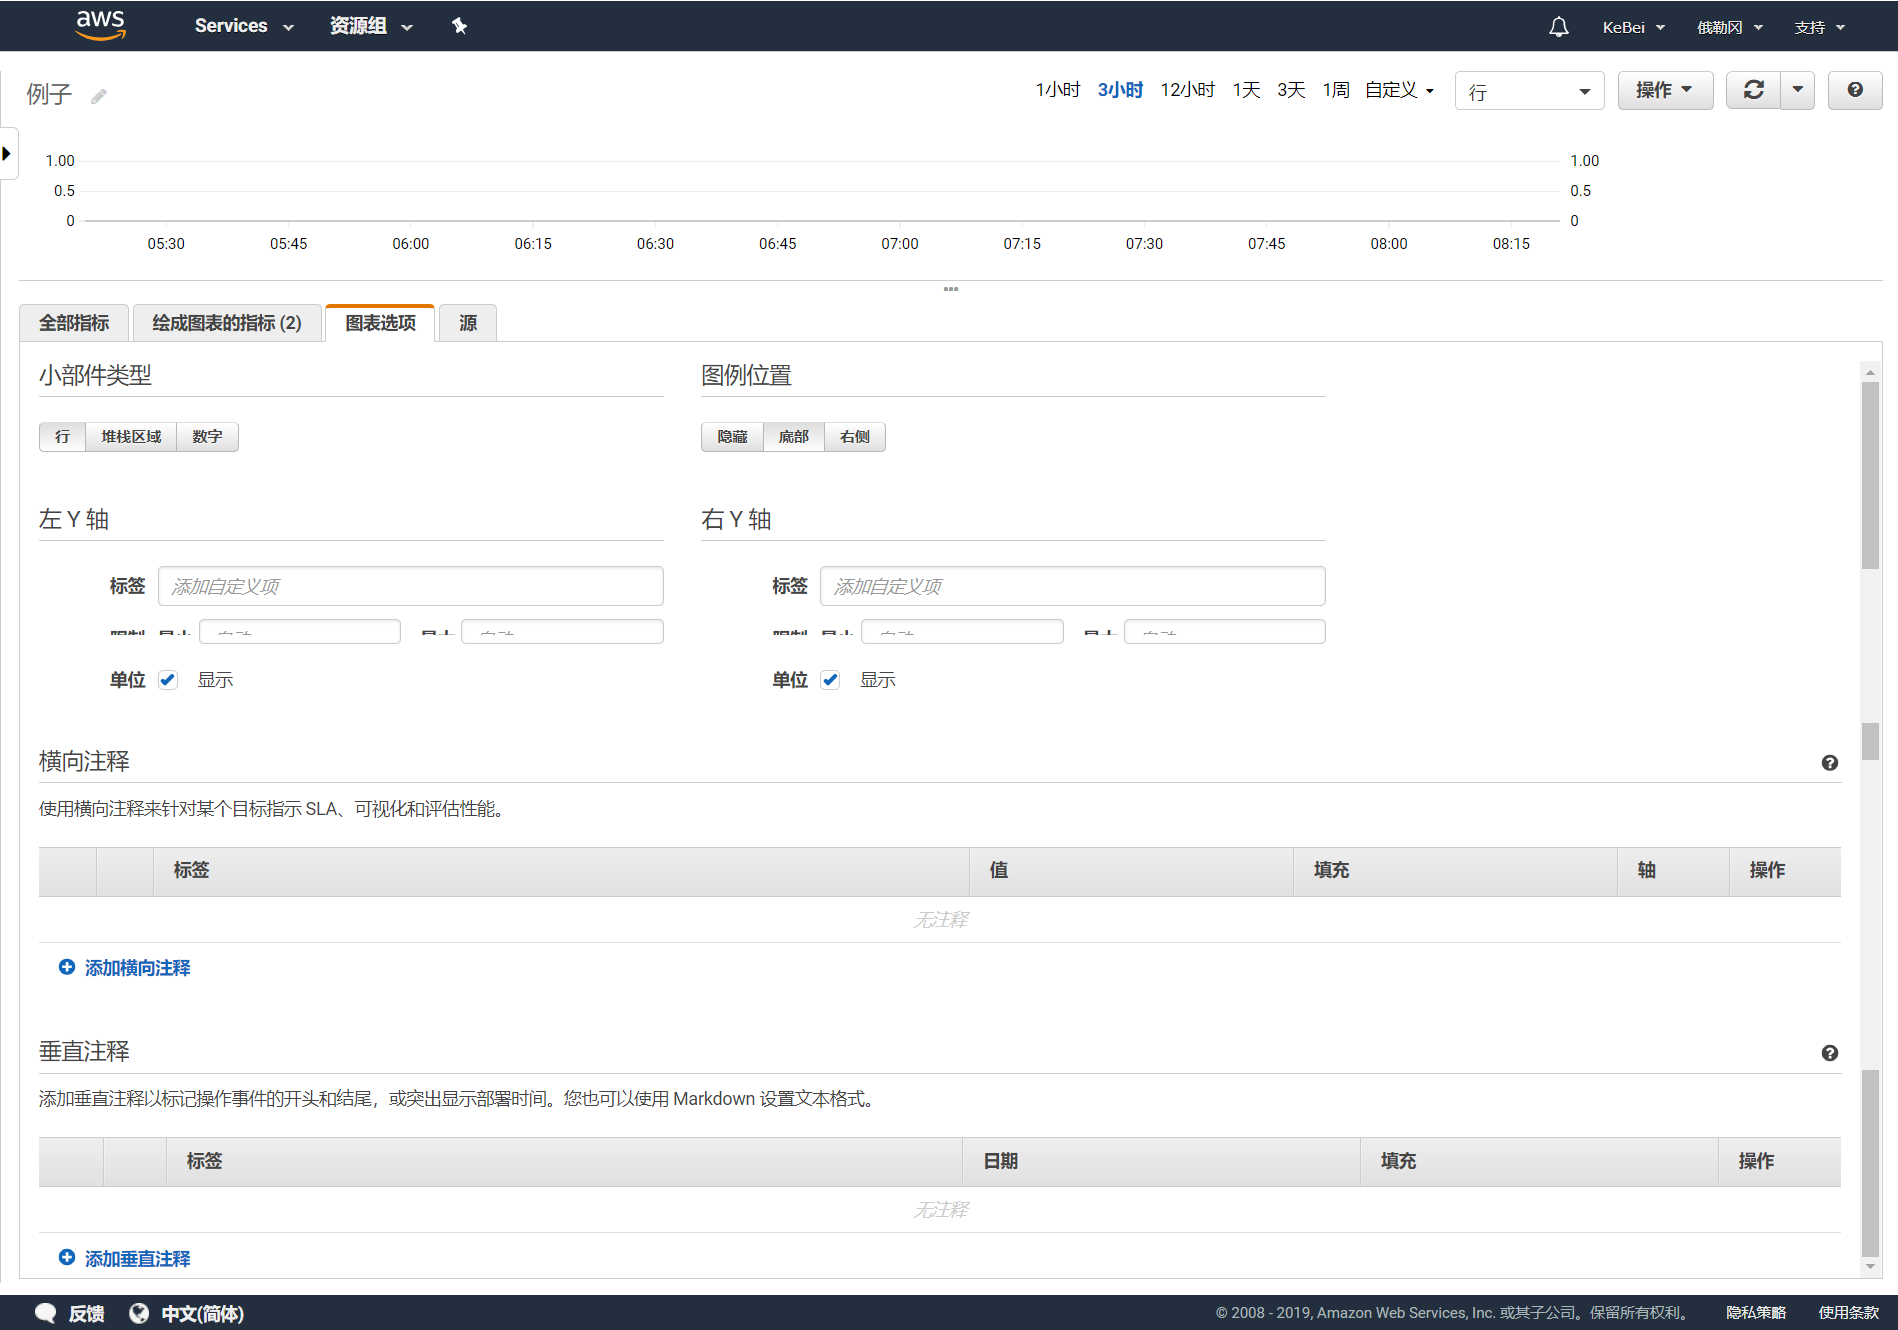 aws Services 资源组 KeBei 俄勒冈 支持
例子 1小时 3小时 12小时 1天 3天 1周 自定义 行 操作
1.00 1.00
0.5 0.5
0 0
05:30 05:45 06:00 06:15 06:30 06:45 07:00 07:15 07:30 07:45 08:00 08:15
全部指标 绘成图表的指标 (2) 图表选项 源
小部件类型 图例位置
行 堆栈区域 数字 隐藏 底部 右侧
左 Y 轴 右 Y 轴
标签 添加自定义项 标签 添加自定义项
单位 显示 单位 显示
横向注释
使用横向注释来针对某个目标指示 SLA、可视化和评估性能。
标签 值 填充 轴 操作
无注释
添加横向注释
垂直注释
添加垂直注释以标记操作事件的开头和结尾，或突出显示部署时间。您也可以使用 Markdown 设置文本格式。
标签 日期 填充 操作
无注释
添加垂直注释
反馈 中文(简体) © 2008 - 2019, Amazon Web Services, Inc. 或其子公司。保留所有权利。 隐私策略 使用条款